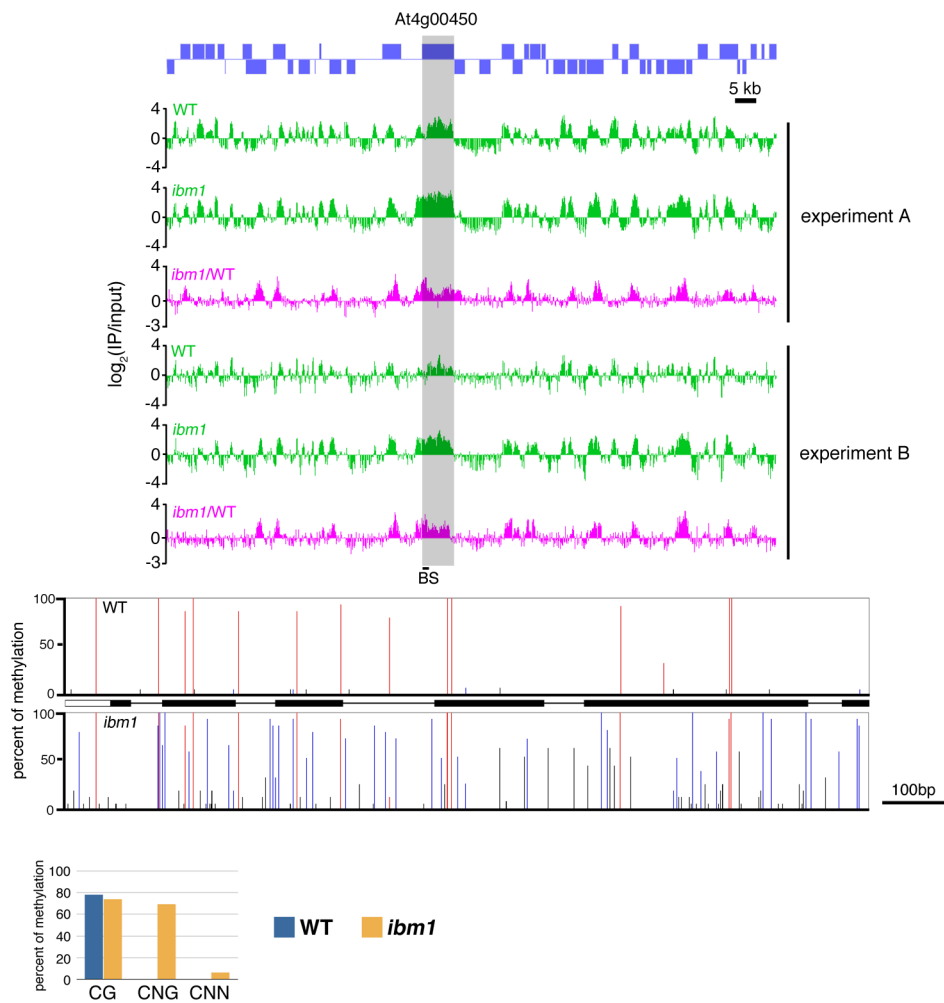 At4g00450
5 kb
4
WT
0
-4
4
ibm1
0
-4
experiment A
4
ibm1/WT
0
-3
log2(IP/input)
4
WT
0
-4
4
ibm1
0
-4
experiment B
4
ibm1/WT
0
-3
BS
percent of methylation
100
WT
50
0
100
ibm1
50
0
100bp
percent of methylation
100
80
60
40
20
0
CG CNG CNN
WT ibm1